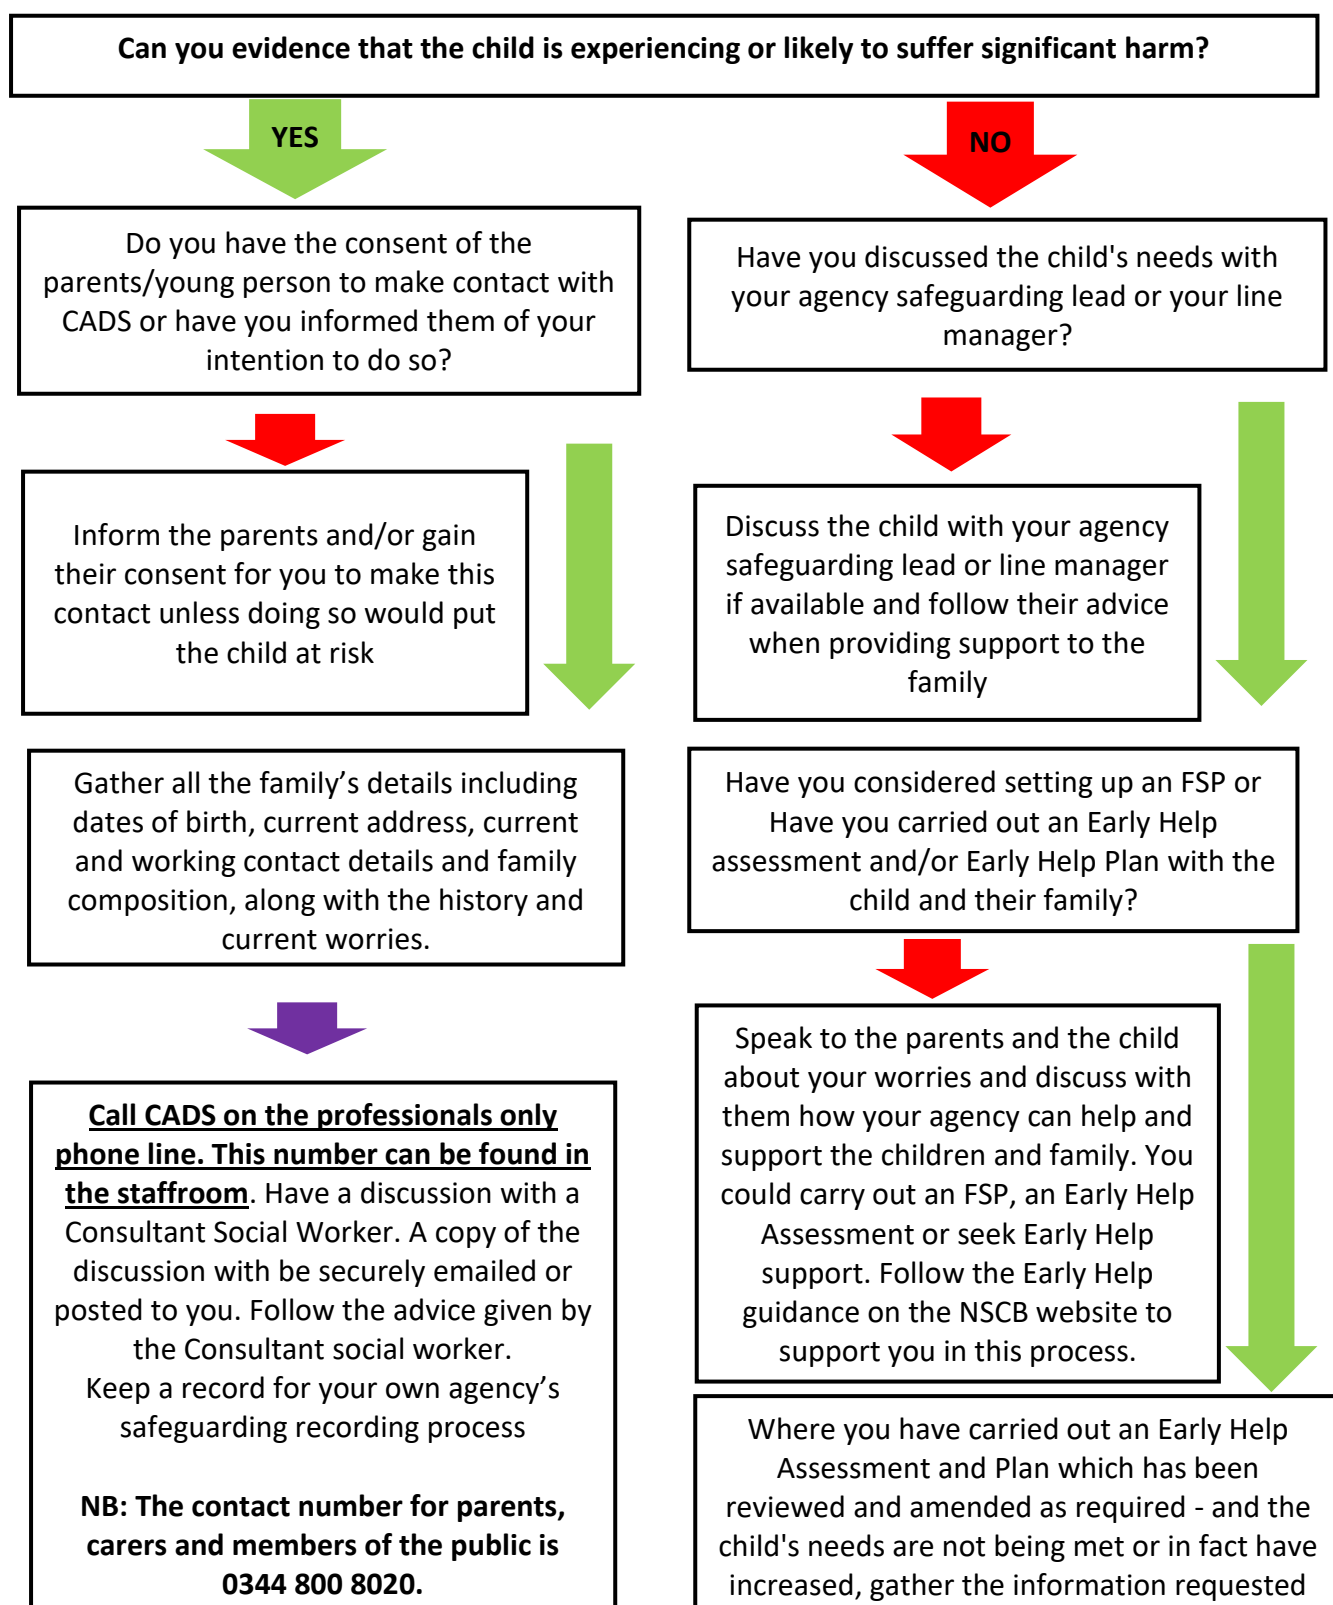 Can you evidence that the child is experiencing or likely to suffer significant harm?
YES
NO
Do you have the consent of the
parents/young person to make contact with
CADS or have you informed them of your
intention to do so?
Have you discussed the child's needs with
your agency safeguarding lead or your line
manager?
Inform the parents and/or gain
their consent for you to make this
contact unless doing so would put
the child at risk
Discuss the child with your agency
safeguarding lead or line manager
if available and follow their advice
when providing support to the
family
Gather all the family’s details including
dates of birth, current address, current
and working contact details and family
composition, along with the history and
current worries.
Have you considered setting up an FSP or
Have you carried out an Early Help
assessment and/or Early Help Plan with the
child and their family?
Call CADS on the professionals only
phone line. This number can be found in
the staffroom. Have a discussion with a
Consultant Social Worker. A copy of the
discussion with be securely emailed or
posted to you. Follow the advice given by
the Consultant social worker.
Keep a record for your own agency’s
safeguarding recording process
NB: The contact number for parents,
carers and members of the public is
0344 800 8020.
Speak to the parents and the child
about your worries and discuss with
them how your agency can help and
support the children and family. You
could carry out an FSP, an Early Help
Assessment or seek Early Help
support. Follow the Early Help
guidance on the NSCB website to
support you in this process.
Where you have carried out an Early Help
Assessment and Plan which has been
reviewed and amended as required - and the
child's needs are not being met or in fact have
increased, gather the information requested